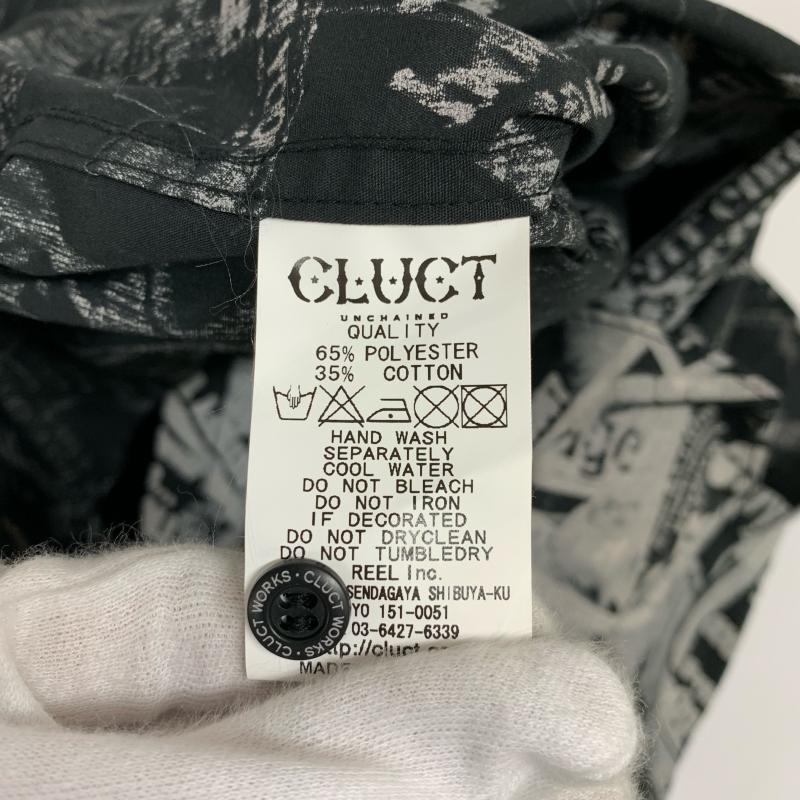 CLUCT
UNCHAINED
QUALITY
65% POLYESTER
35% COTTON
HAND WASH
SEPARATELY
COOL WATER
DO NOT BLEACH
DO NOT IRON
IF DECORATED
DO NOT DRYCLEAN
DO NOT TUMBLEDRY
REEL Inc.
SENDAGAYA SHIBUYA-KU
151-0051
03-6427-6339
MADE
CLUCT WORKS · CLUCT WORKS ·